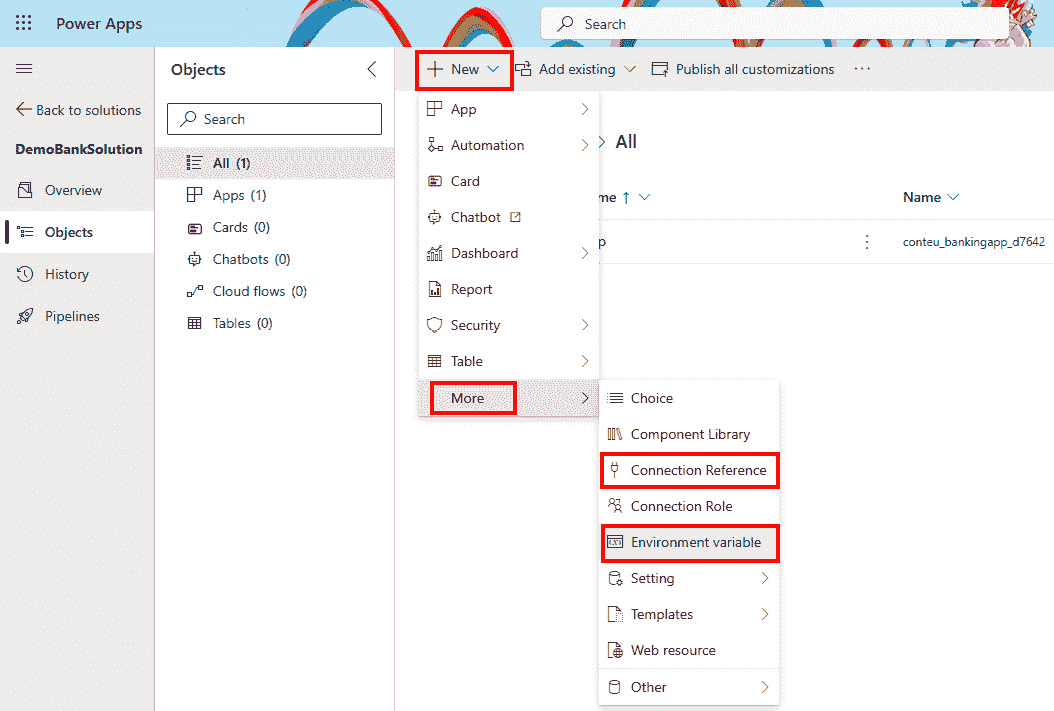 Power Apps
Search
Back to solutions
DemoBankSolution
Overview
Objects
History
Pipelines
Objects
Search
All (1)
Apps (1)
Cards (0)
Chatbots (0)
Cloud flows (0)
Tables (0)
New
Add existing
Publish all customizations
App
Automation
Card
Chatbot
Dashboard
Report
Security
Table
More
Choice
Component Library
Connection Reference
Connection Role
Environment variable
Setting
Templates
Web resource
Other
All
me ↑ Name
p conteu_bankingapp_d7642